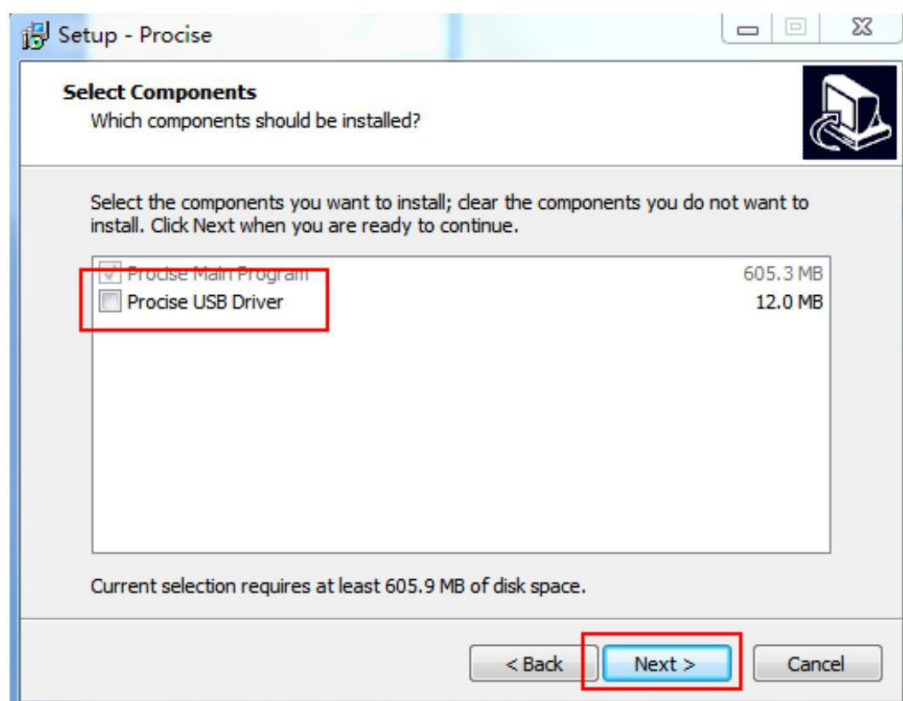 Setup - Procise
Select Components
Which components should be installed?
Select the components you want to install; clear the components you do not want to
install. Click Next when you are ready to continue.
Procise Main Program 605.3 MB
Procise USB Driver 12.0 MB
Current selection requires at least 605.9 MB of disk space.
< Back Next > Cancel